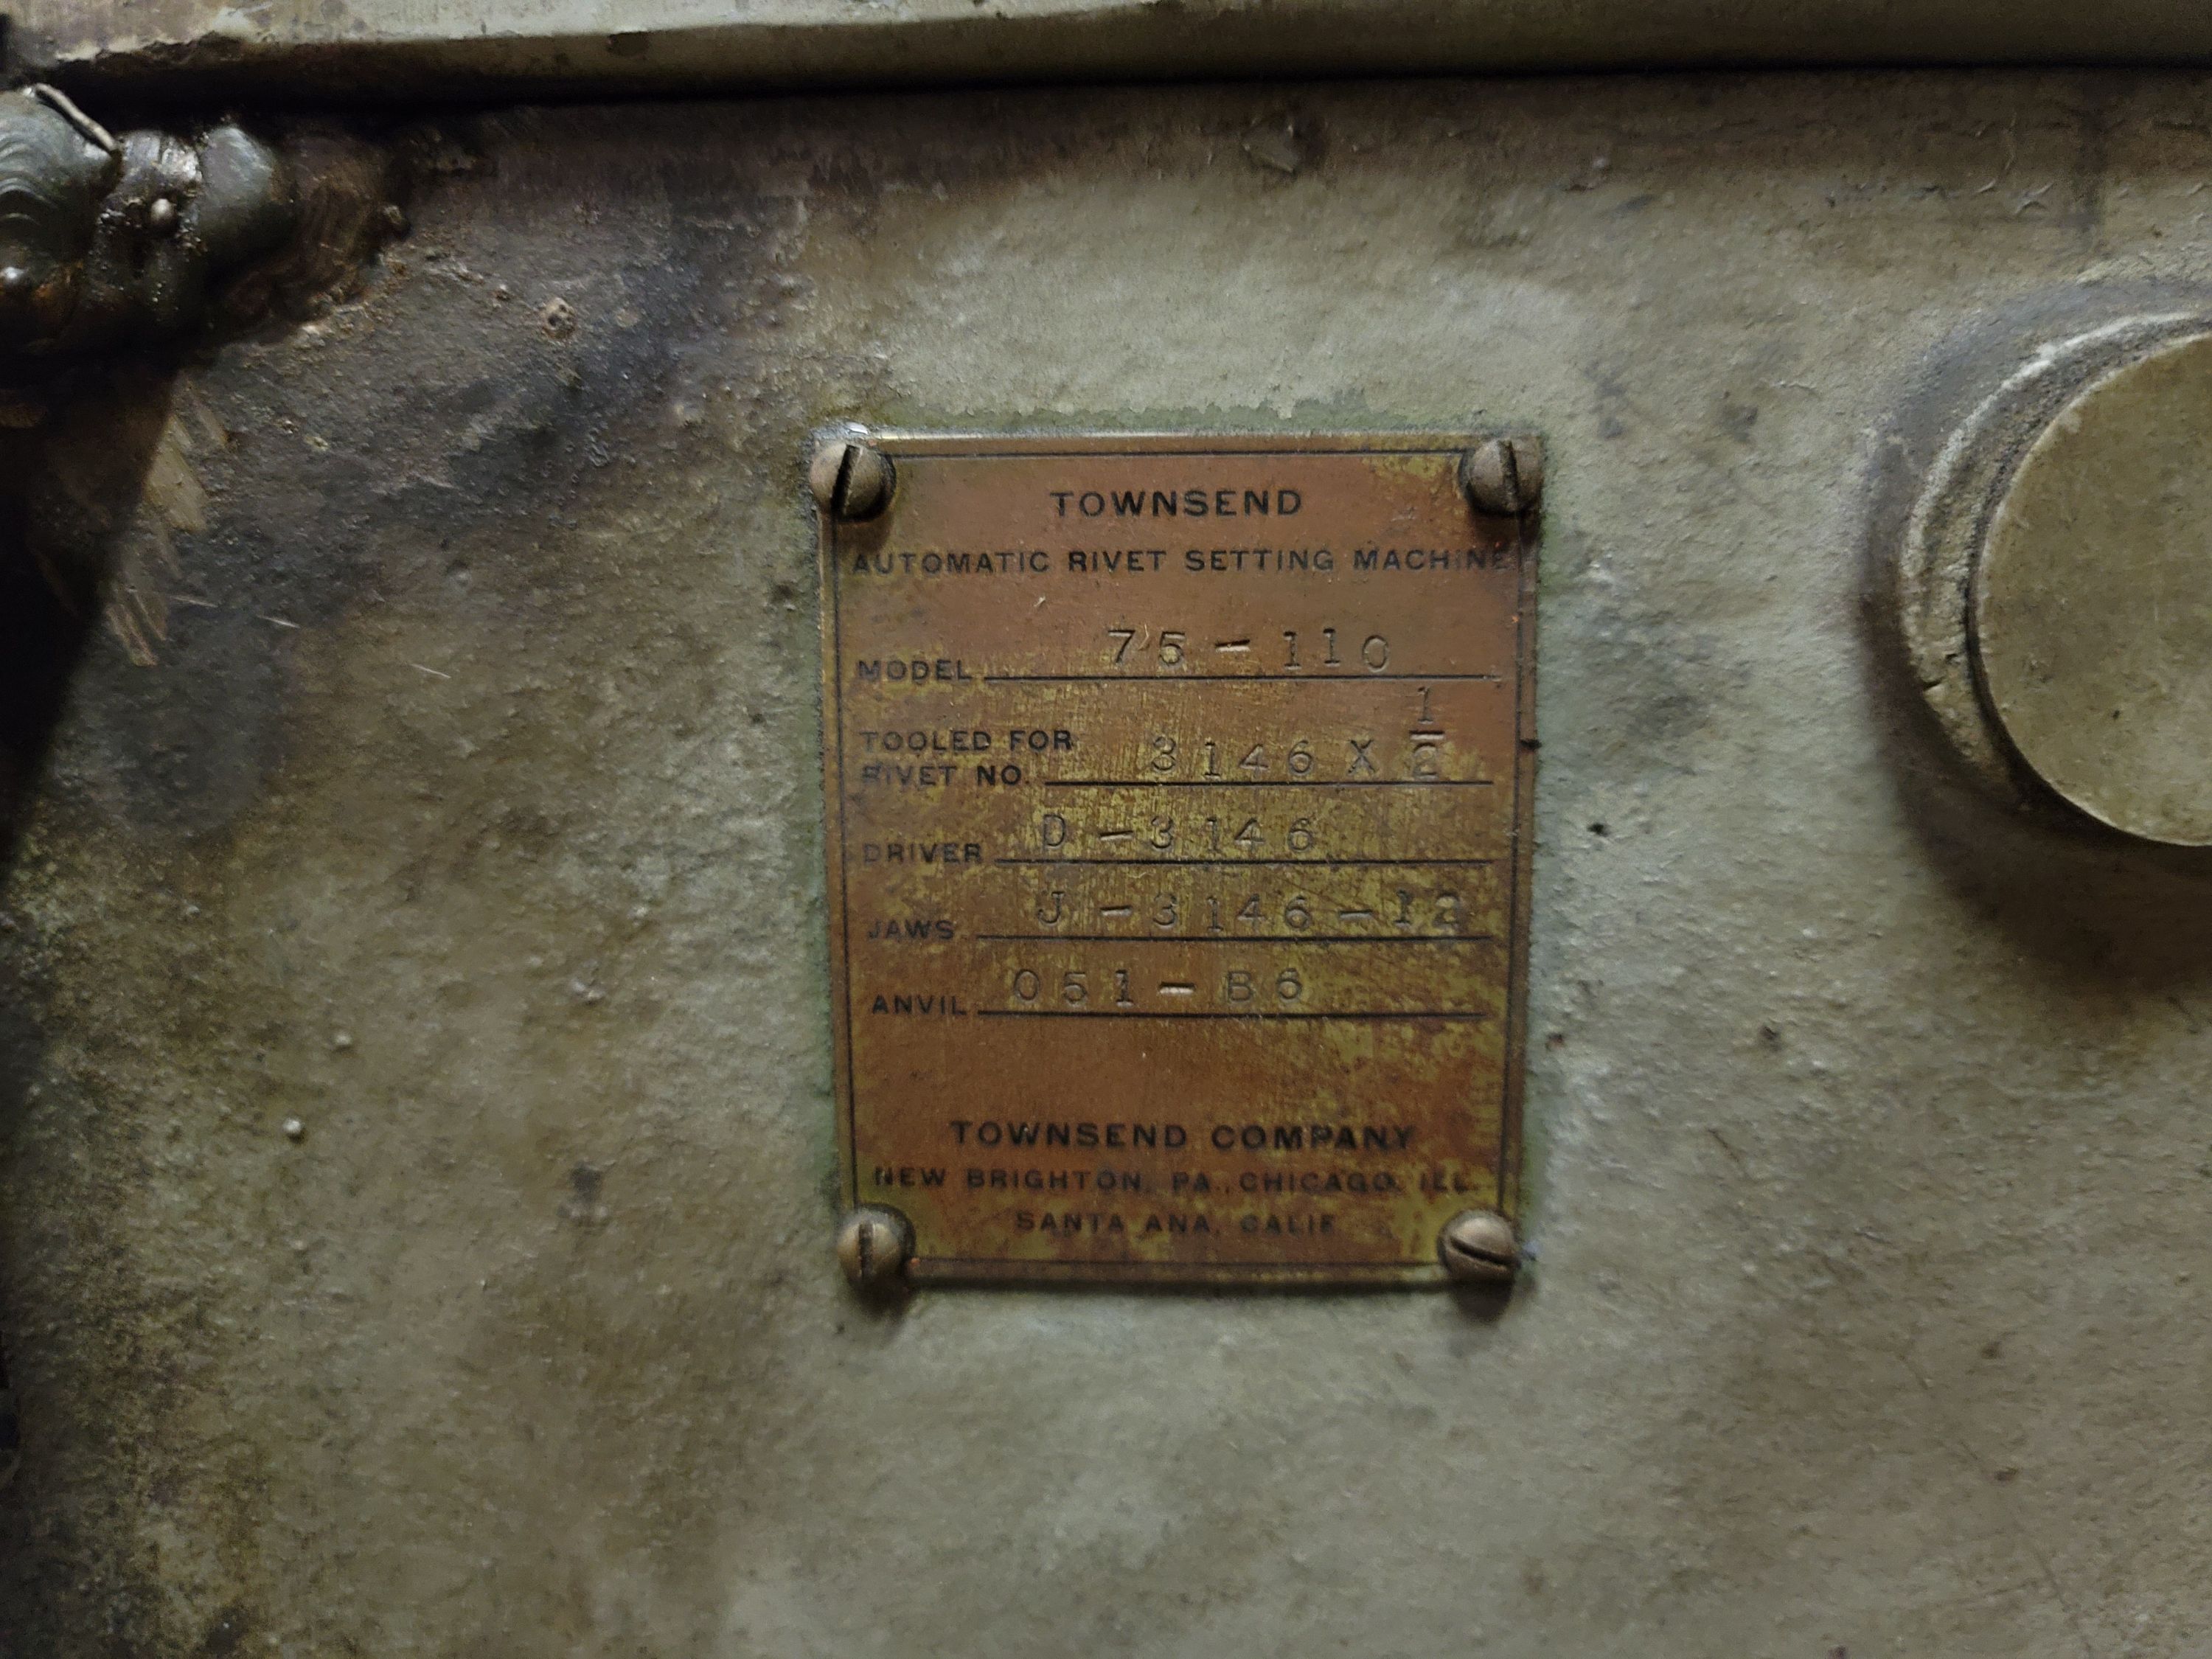 TOWNSEND
AUTOMATIC RIVET SETTING MACHINE
MODEL 75-110
TOOLED FOR
RIVET NO. 3146 X 1/2
DRIVER D-3146
JAWS J-3146-12
ANVIL 051-B6
TOWNSEND COMPANY
NEW BRIGHTON, PA., CHICAGO, ILL.
SANTA ANA, CALIF.